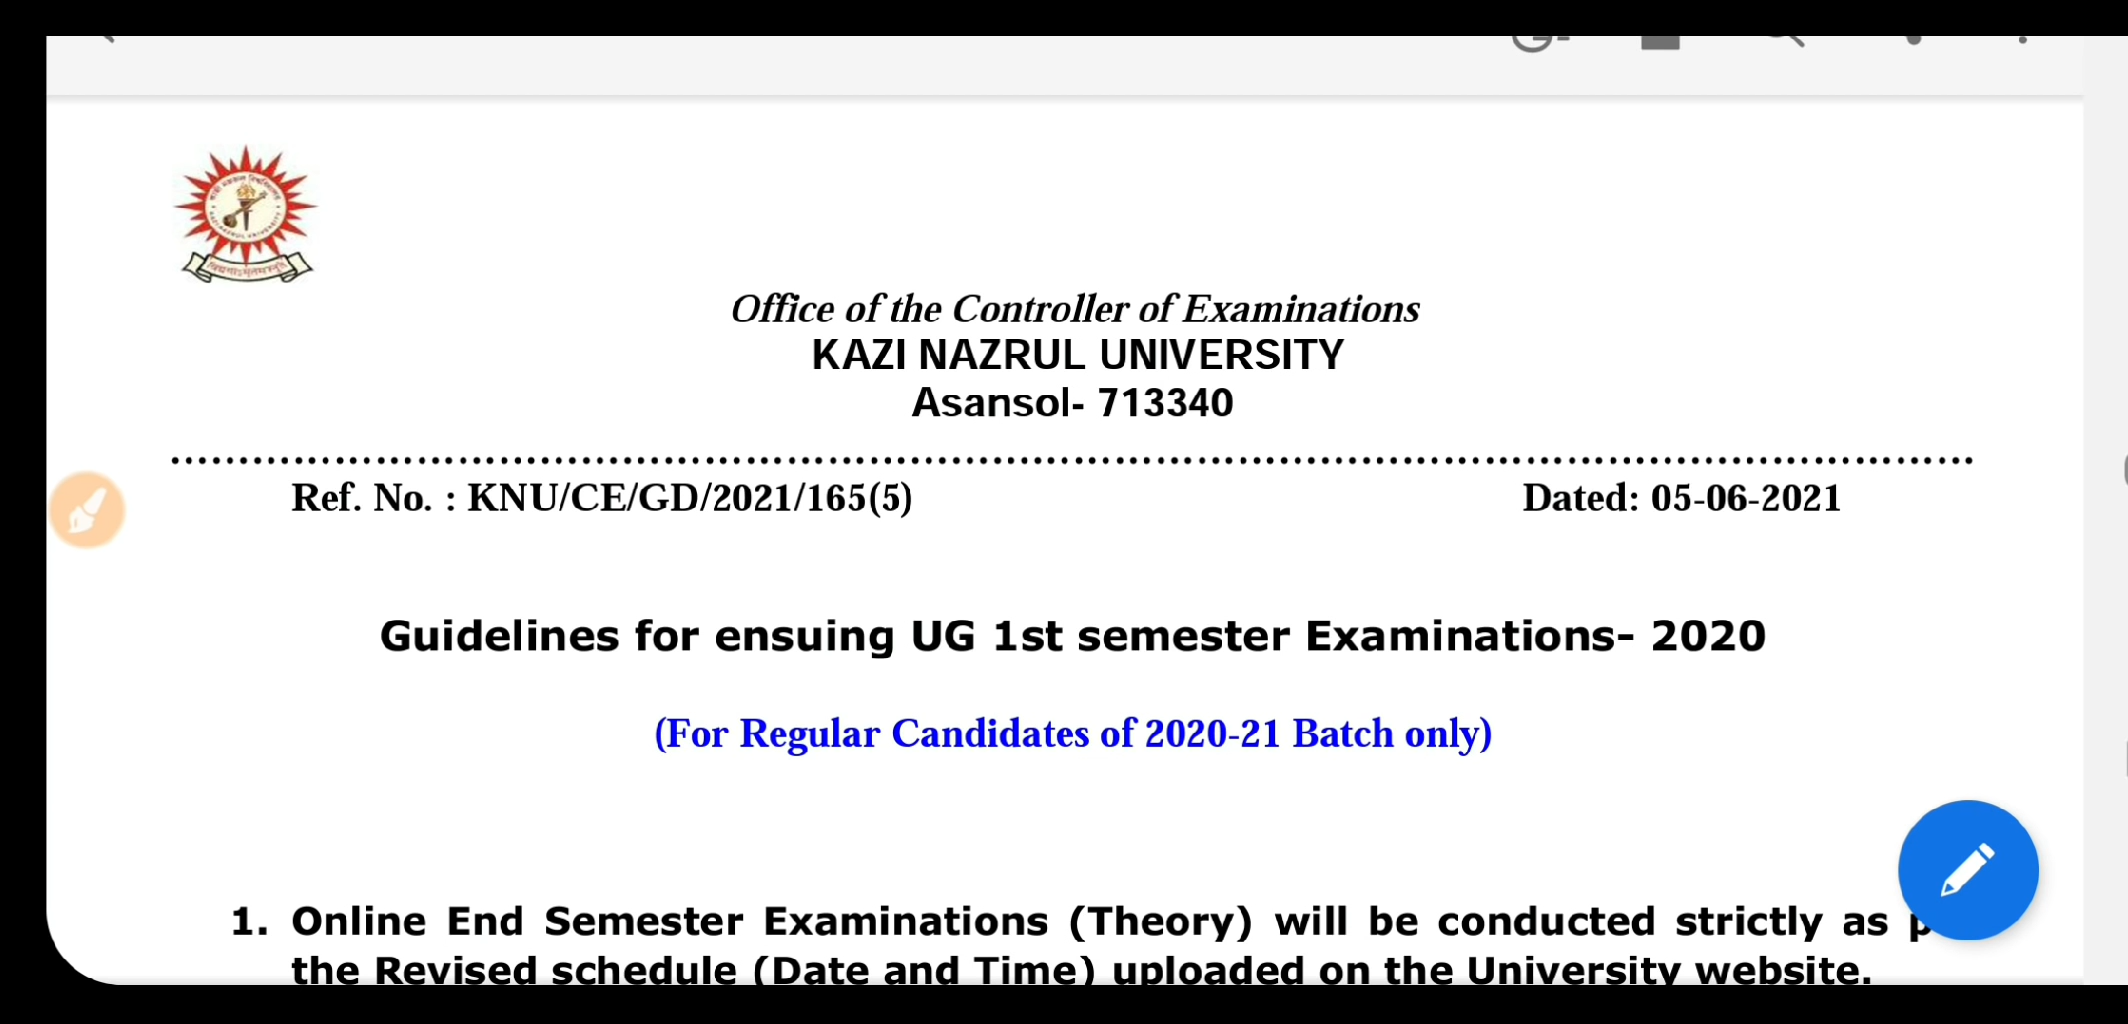 Office of the Controller of Examinations
KAZI NAZRUL UNIVERSITY
Asansol- 713340
Ref. No. : KNU/CE/GD/2021/165(5) Dated: 05-06-2021
Guidelines for ensuing UG 1st semester Examinations- 2020
(For Regular Candidates of 2020-21 Batch only)
1. Online End Semester Examinations (Theory) will be conducted strictly as
the Revised schedule (Date and Time) uploaded on the University website.